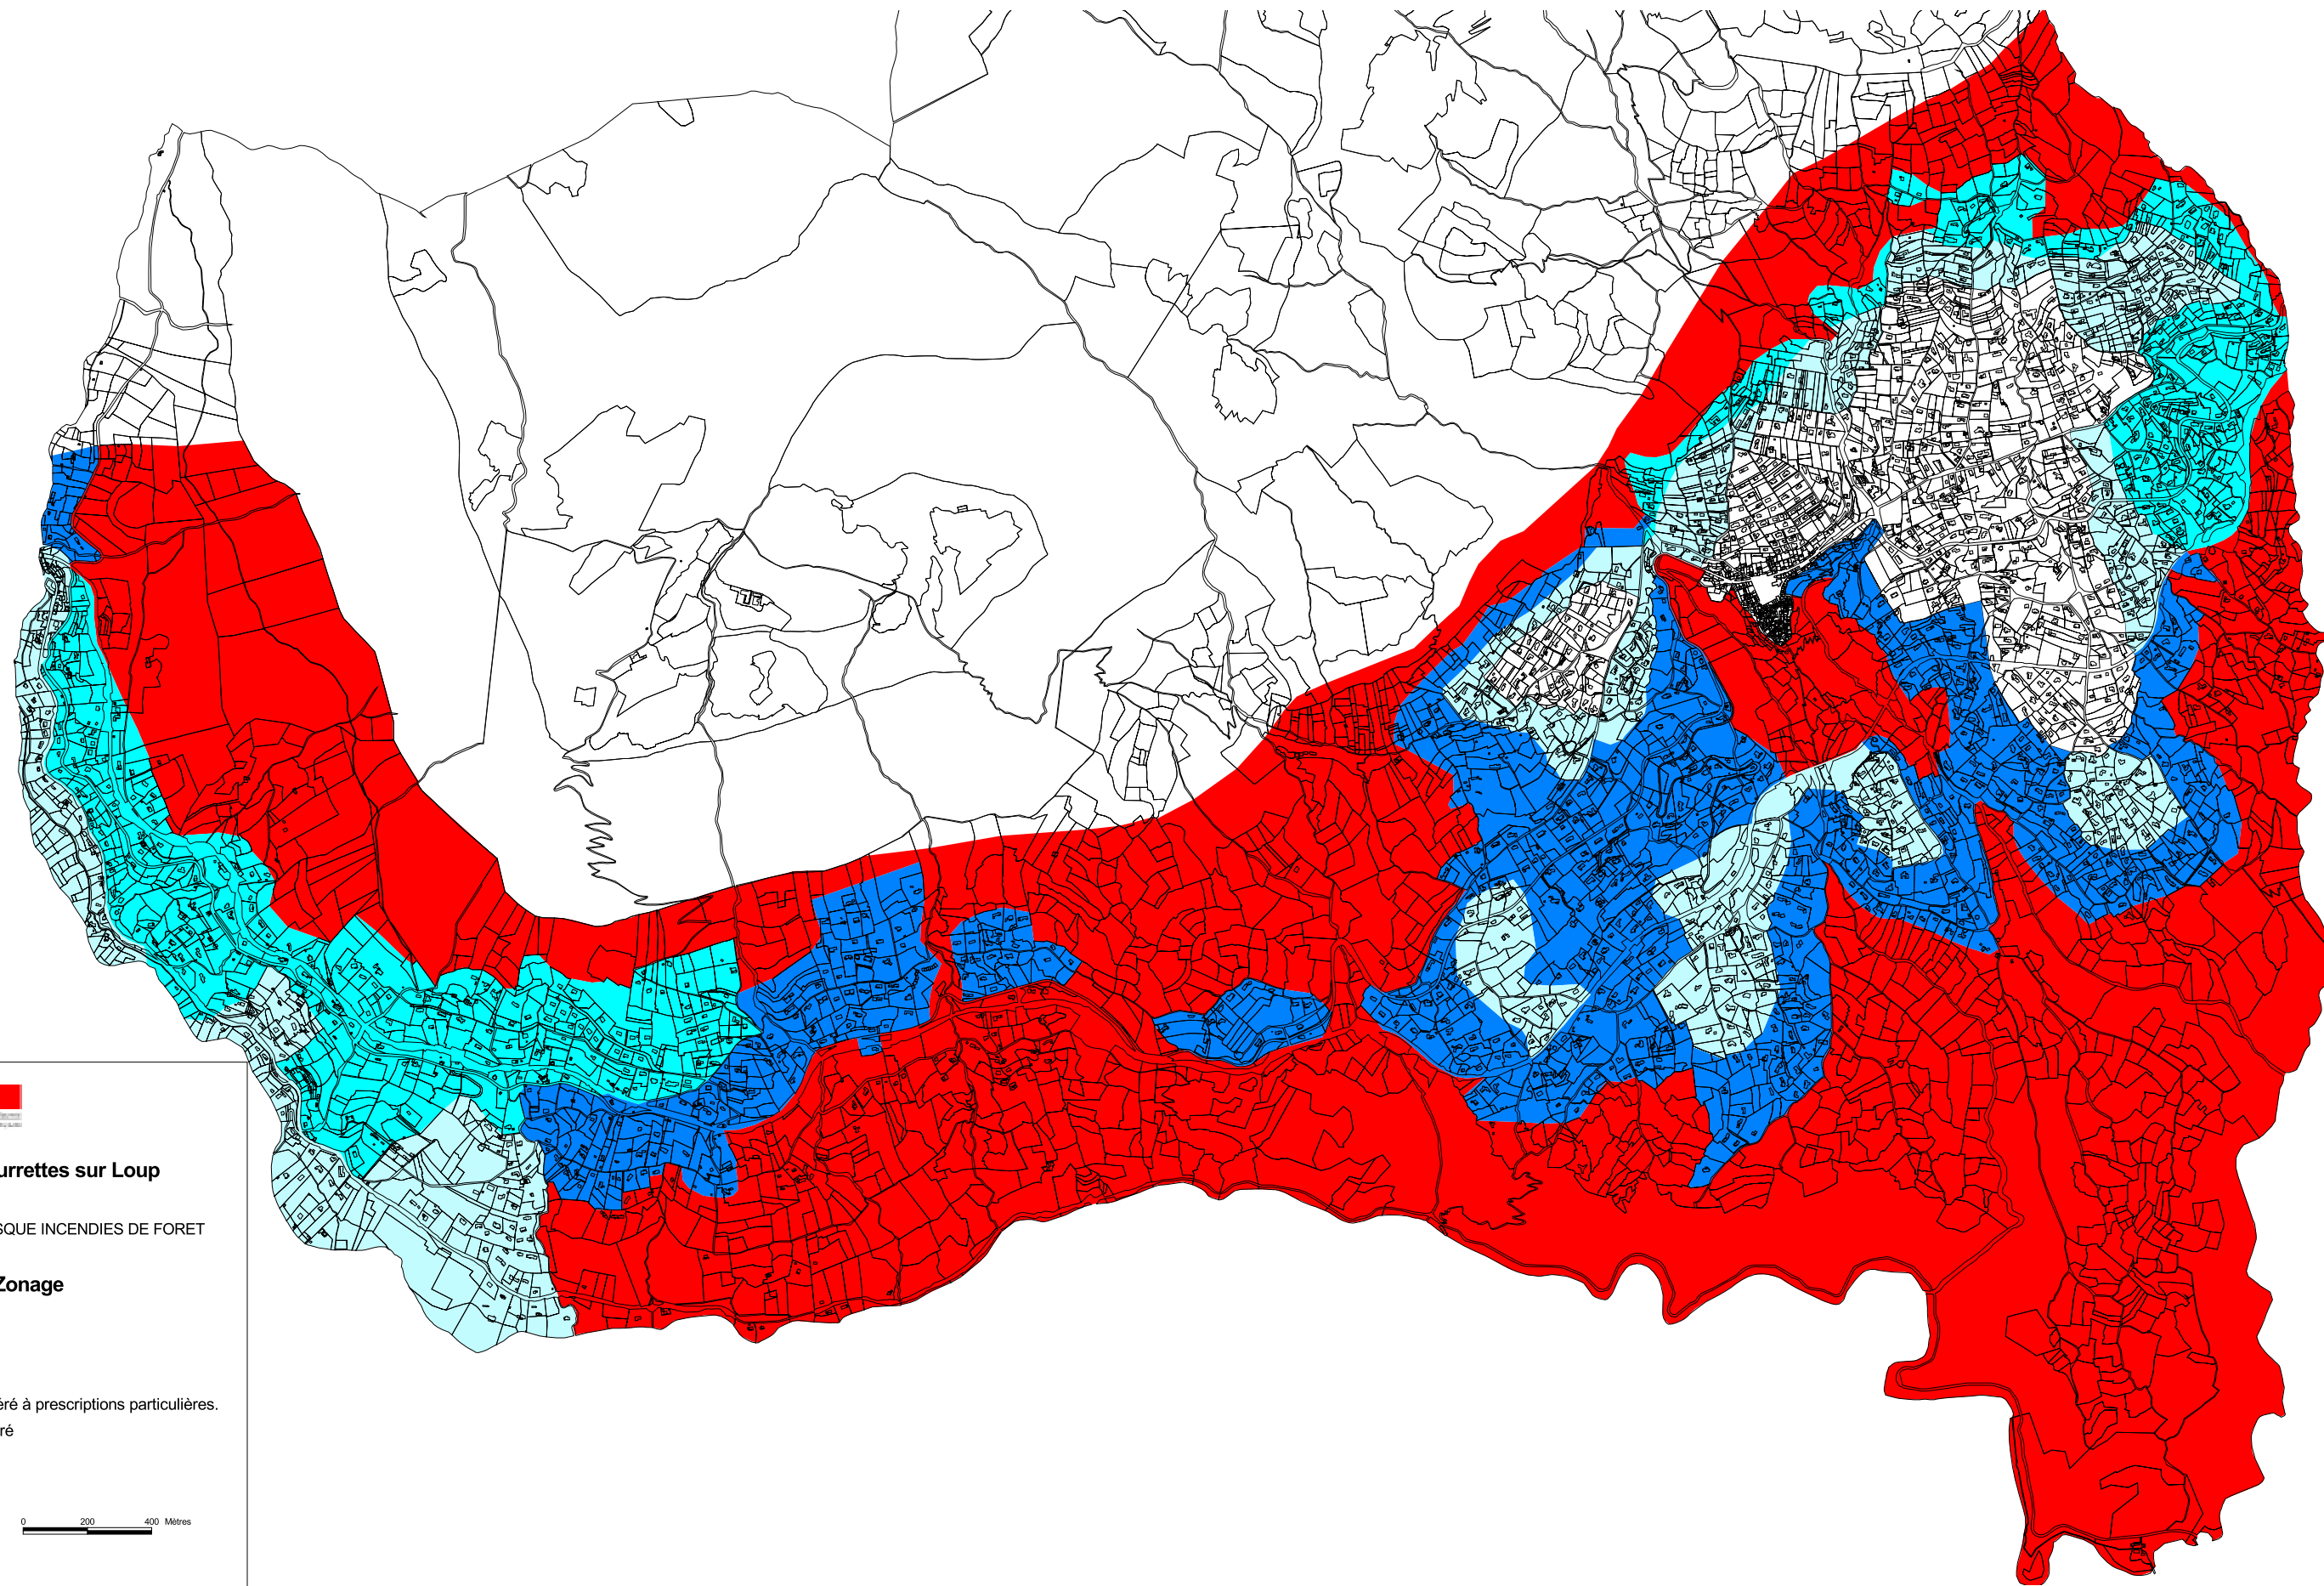 urrettes sur Loup
SQUE INCENDIES DE FORET
Zonage
éré à prescriptions particulières.
ré
0 200 400 Mètres